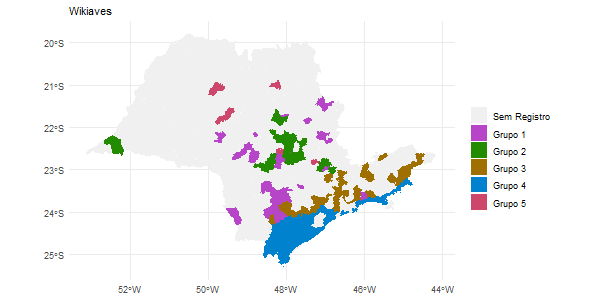 Wikiaves
20°S
21°S
22°S
23°S
24°S
25°S
52°W
50°W
48°W
46°W
44°W
Sem Registro
Grupo 1
Grupo 2
Grupo 3
Grupo 4
Grupo 5